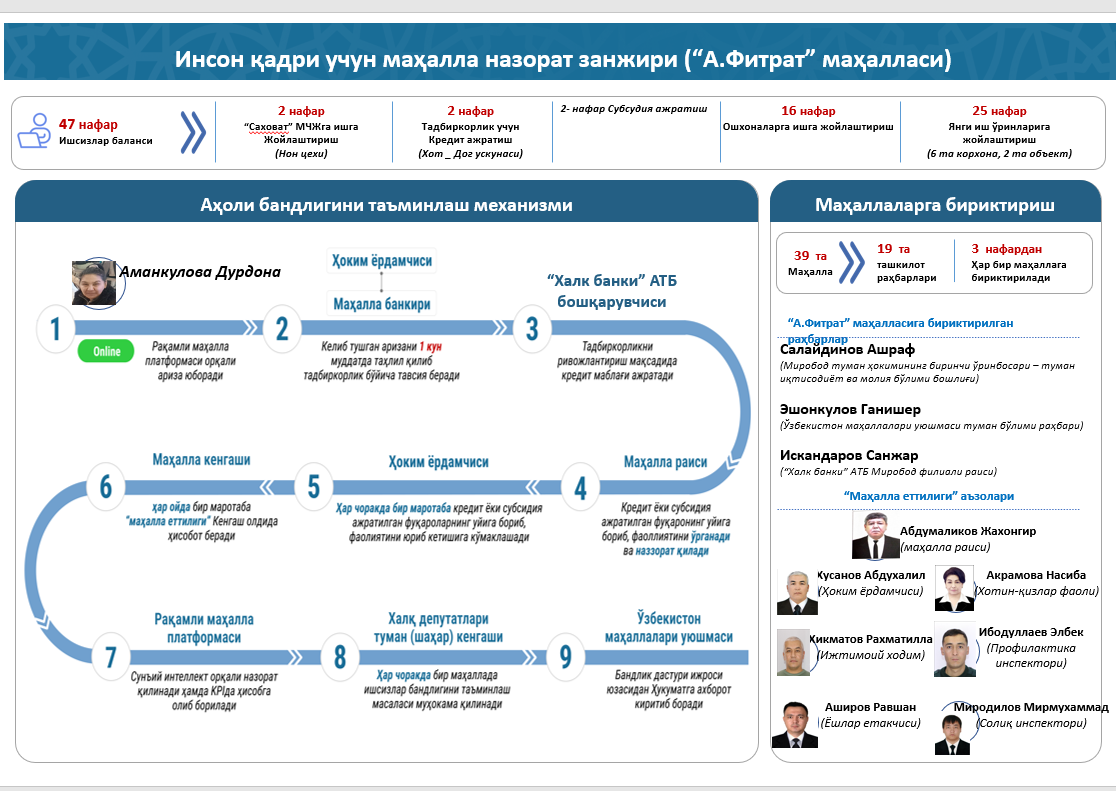 Инсон қадри учун маҳалла назорат занжири (“А.Фитрат” маҳалласи)
47 нафар
Ишсизлар баланси
2 нафар
“Саховат” МЧЖга ишга
Жойлаштириш
(Нон цехи)
2 нафар
Тадбиркорлик учун
Кредит ажратиш
(Хот _ Дог ускунаси)
2- нафар Субсудия ажратиш
16 нафар
Ошхоналарга ишга жойлаштириш
25 нафар
Янги иш ўринларига
жойлаштириш
(6 та корхона, 2 та объект)
Аҳоли бандлигини таъминлаш механизми
Аманкулова Дурдона
1
Online
Рақамли маҳалла
платформаси орқали
ариза юборади
Ҳоким ёрдамчиси
Маҳалла банкири
2
Келиб тушган аризани 1 кун
муддатда таҳлил қилиб
тадбиркорлик бўйича тавсия беради
“Халк банки” АТБ
бошқарувчиси
3
Тадбиркорликни
ривожлантириш мақсадида
кредит маблағи ажратади
Маҳалла раиси
4
Кредит ёки субсидия
ажратилган фуқаронинг уйига
бориб, фаоллиятини ўрганади
ва наззорат қилади
Ҳоким ёрдамчиси
5
Ҳар чоракда бир маротаба кредит ёки субсидия
ажратилган фуқароларнинг уйига бориб,
фаолиятини юриб кетишига кўмаклашади
Маҳалла кенгаши
6
ҳар ойда бир маротаба
"маҳалла еттилиги" Кенгаш олдида
ҳисобот беради
Рақамли маҳалла
платформаси
7
Сунъий интеллект орқали назорат
қилинади ҳамда KPIда ҳисобга
олиб борилади
Халқ депутатлари
туман (шаҳар) кенгаши
8
Ҳар чоракда бир маҳаллада
ишсизлар бандлигини таъминлаш
масаласи муҳокама қилинади
Ўзбекистон
маҳаллалари уюшмаси
9
Бандлик дастури ижроси
юзасидан Ҳукуматга ахборот
киритиб боради
Маҳаллаларга бириктириш
39 та
Маҳалла
19 та
ташкилот
раҳбарлари
3 нафардан
Ҳар бир маҳаллага
бириктирилади
“А.Фитрат” маҳалласига бириктирилган
раҳбарлар
Салайдинов Ашраф
(Миробод туман ҳокимининг биринчи ўринбосари – туман
иқтисодиёт ва молия бўлими бошлиғи)
Эшонкулов Ганишер
(Ўзбекистон маҳаллалари уюшмаси туман бўлими раҳбари)
Искандаров Санжар
(“Халк банки” АТБ Миробод филиали раиси)
“Маҳалла еттилиги” аъзолари
Абдумаликов Жахонгир
(маҳалла раиси)
Хусанов Абдухалил
(Ҳоким ёрдамчиси)
Акрамова Насиба
(Хотин-қизлар фаоли)
Ҳикматов Рахматилла
(Ижтимоий ходим)
Ибодуллаев Элбек
(Профилактика
инспектори)
Аширов Равшан
(Ёшлар етакчиси)
Миродилов Мирмухаммад
(Солиқ инспектори)